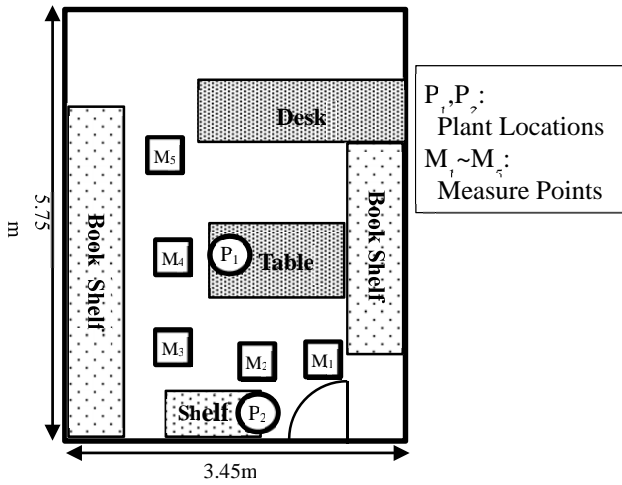 Desk
P₁,P₂:
Plant Locations
M₁~M₅:
Measure Points
M₅
Book Shelf
Book Shelf
5.75
m
M₄
P₁
Table
M₃
M₂
M₁
Shelf
P₂
3.45m